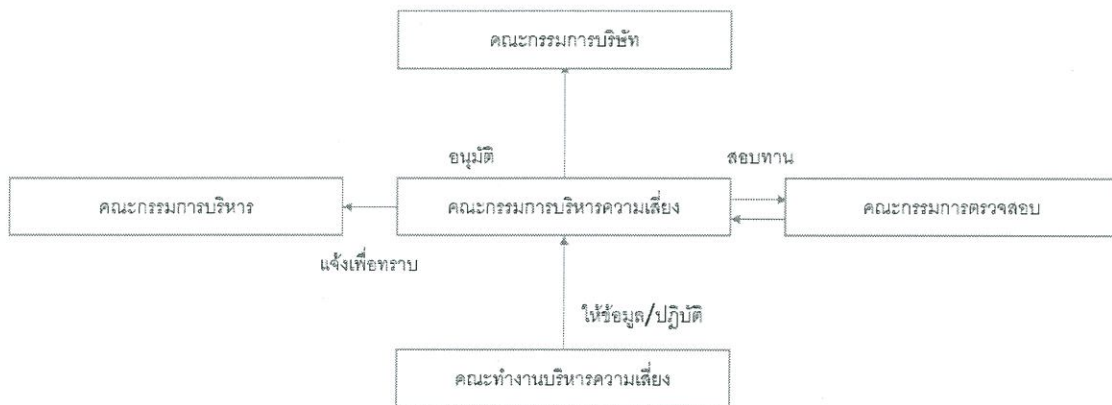 คณะกรรมการบริษัท
อนุมัติ
สอบทาน
คณะกรรมการบริหาร
คณะกรรมการบริหารความเสี่ยง
คณะกรรมการตรวจสอบ
แจ้งเพื่อทราบ
ให้ข้อมูล/ปฏิบัติ
คณะทำงานบริหารความเสี่ยง